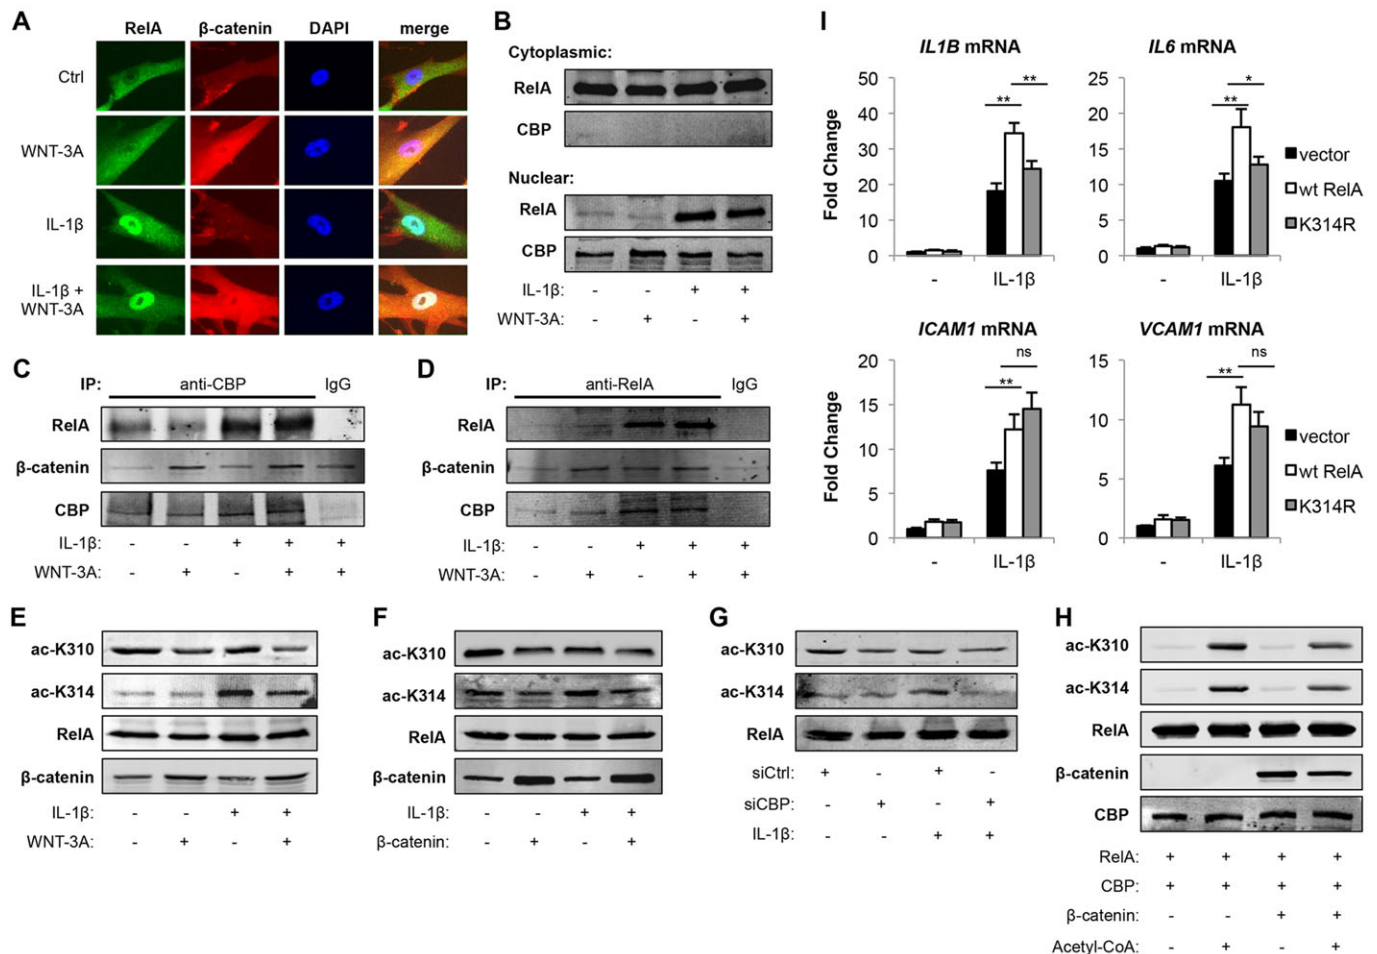 A
RelA β-catenin DAPI merge
Ctrl
WNT-3A
IL-1β
IL-1β +
WNT-3A
B
Cytoplasmic:
RelA
CBP
Nuclear:
RelA
CBP
IL-1β: - - + +
WNT-3A: - + - +
C
IP: anti-CBP IgG
RelA
β-catenin
CBP
IL-1β: - - + + +
WNT-3A: - + - + +
D
IP: anti-RelA IgG
RelA
β-catenin
CBP
IL-1β: - - + + +
WNT-3A: - + - + +
E
ac-K310
ac-K314
RelA
β-catenin
IL-1β: - - + +
WNT-3A: - + - +
F
ac-K310
ac-K314
RelA
β-catenin
IL-1β: - - + +
β-catenin: - + - +
G
ac-K310
ac-K314
RelA
siCtrl: + - + -
siCBP: - + - +
IL-1β: - - + +
H
ac-K310
ac-K314
RelA
β-catenin
CBP
RelA: + + + +
CBP: + + + +
β-catenin: - - + +
Acetyl-CoA: - + - +
I
IL1B mRNA
Fold Change
50
40
30
20
10
0
** **
- IL-1β
IL6 mRNA
25
20
15
10
5
0
** *
- IL-1β
vector
wt RelA
K314R
ICAM1 mRNA
Fold Change
20
15
10
5
0
** ns
- IL-1β
VCAM1 mRNA
15
10
5
0
** ns
- IL-1β
vector
wt RelA
K314R